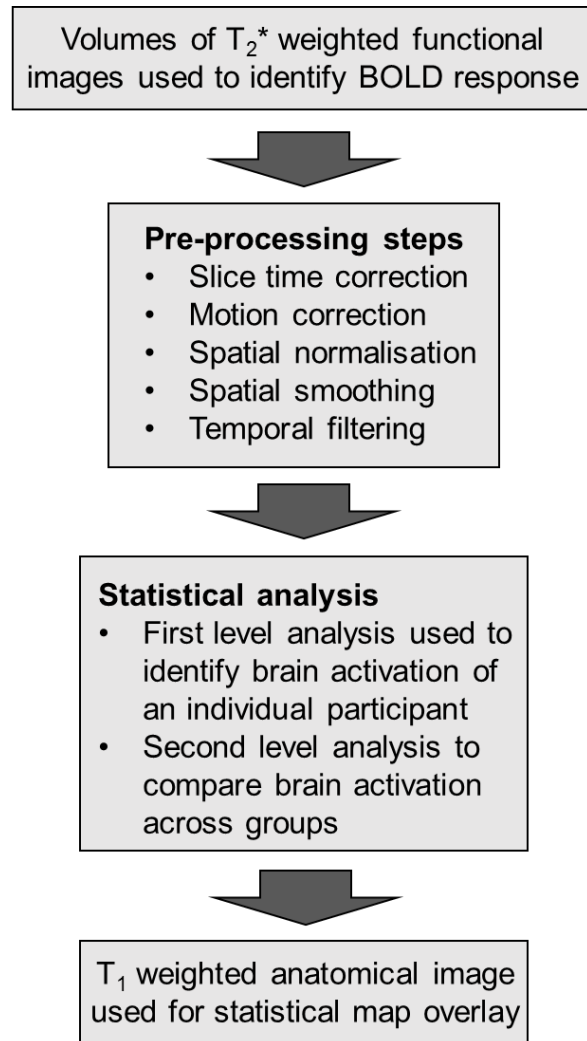 Volumes of T₂* weighted functional
images used to identify BOLD response
Pre-processing steps
• Slice time correction
• Motion correction
• Spatial normalisation
• Spatial smoothing
• Temporal filtering
Statistical analysis
• First level analysis used to
identify brain activation of
an individual participant
• Second level analysis to
compare brain activation
across groups
T₁ weighted anatomical image
used for statistical map overlay